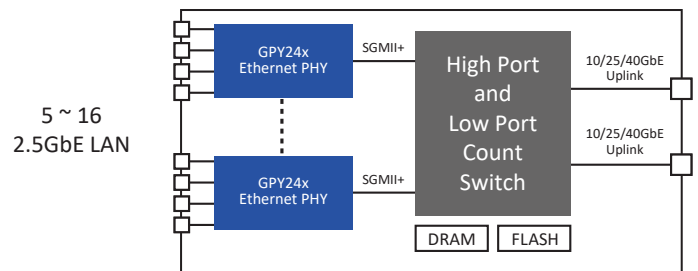 5 ~ 16
2.5GbE LAN
GPY24x
Ethernet PHY
SGMII+
GPY24x
Ethernet PHY
SGMII+
High Port
and
Low Port
Count
Switch
10/25/40GbE
Uplink
10/25/40GbE
Uplink
DRAM
FLASH